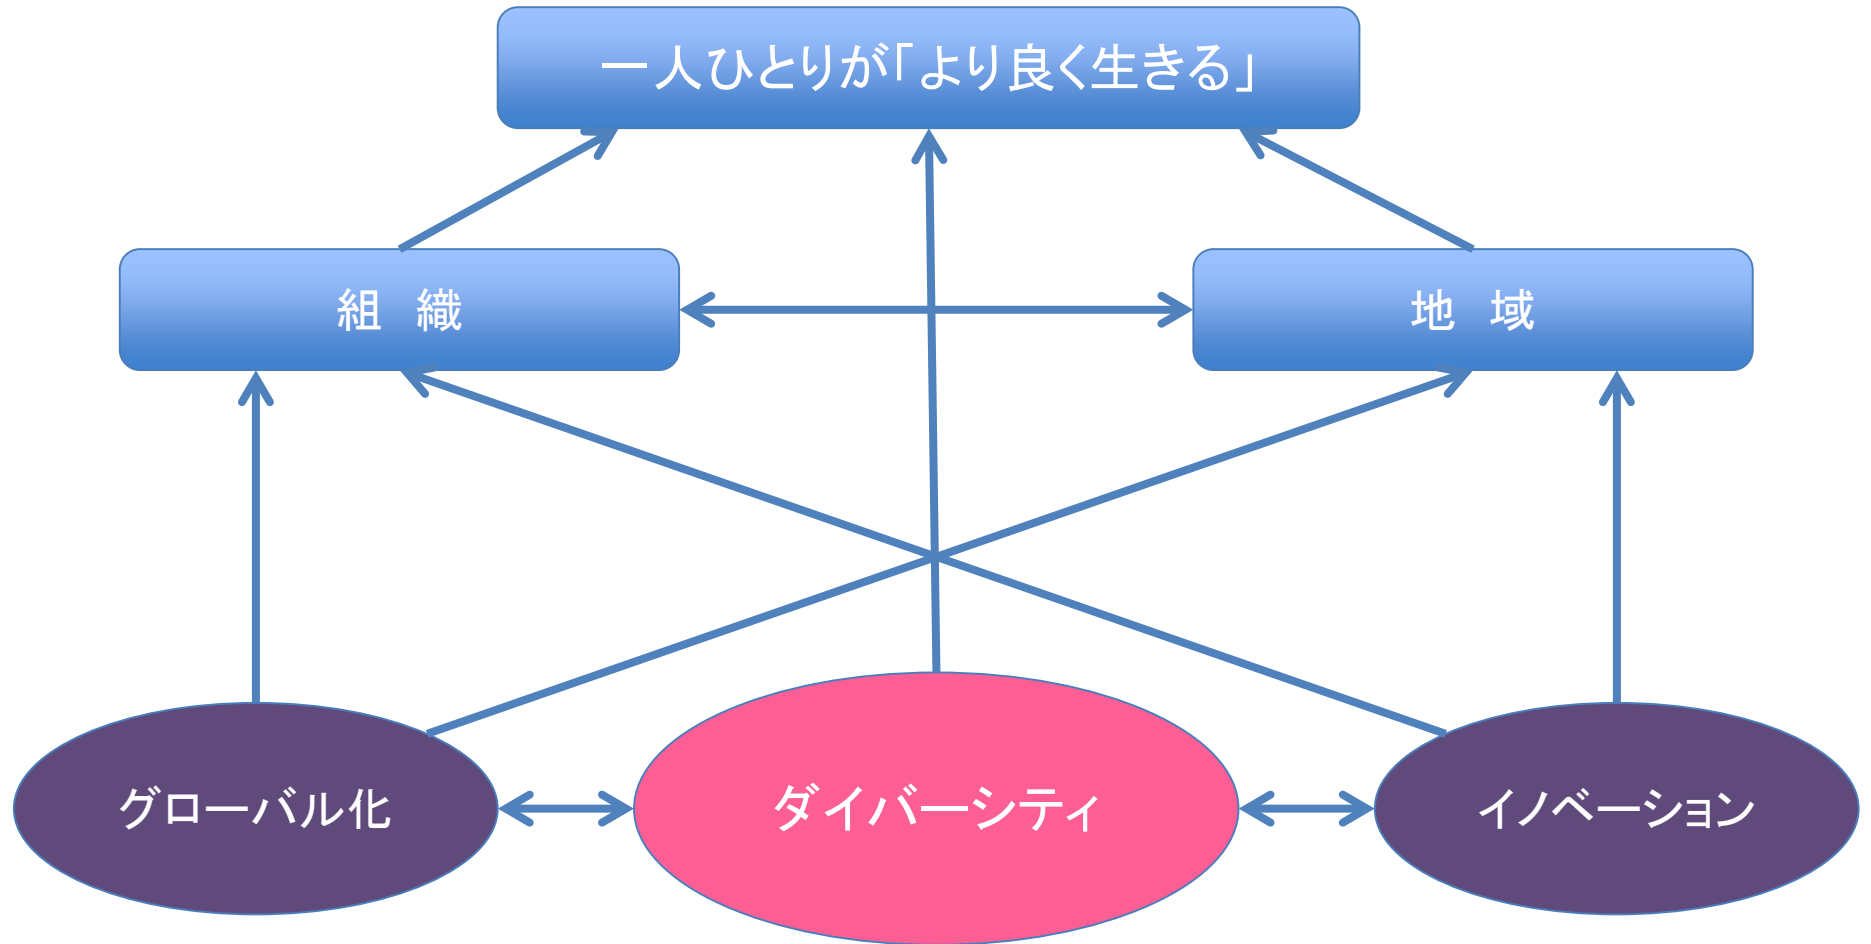 一人ひとりが「より良く生きる」
組　織
地　域
グローバル化
ダイバーシティ
イノベーション